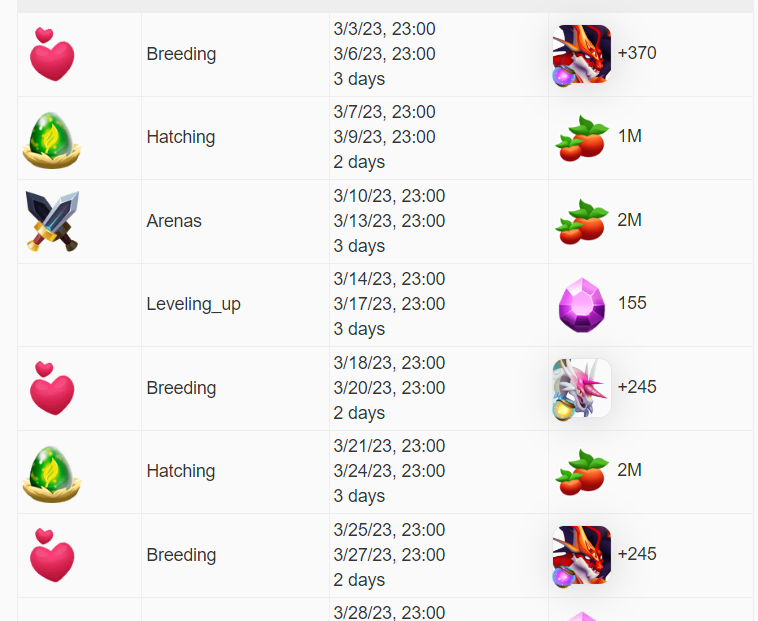 Breeding
3/3/23, 23:00
3/6/23, 23:00
3 days
+370
Hatching
3/7/23, 23:00
3/9/23, 23:00
2 days
1M
Arenas
3/10/23, 23:00
3/13/23, 23:00
3 days
2M
Leveling_up
3/14/23, 23:00
3/17/23, 23:00
3 days
155
Breeding
3/18/23, 23:00
3/20/23, 23:00
2 days
+245
Hatching
3/21/23, 23:00
3/24/23, 23:00
3 days
2M
Breeding
3/25/23, 23:00
3/27/23, 23:00
2 days
+245
3/28/23, 23:00